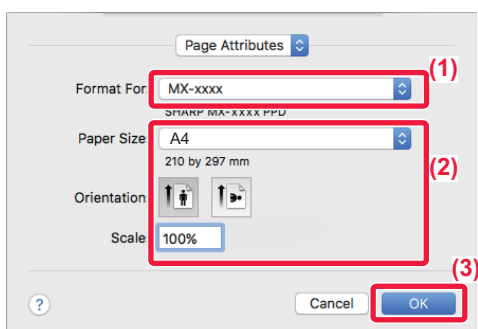 Page Attributes
(1)
Format For: MX-xxxx
SHARP MX-xxxx PPD
Paper Size: A4
210 by 297 mm
(2)
Orientation:
Scale: 100%
(3)
? Cancel OK